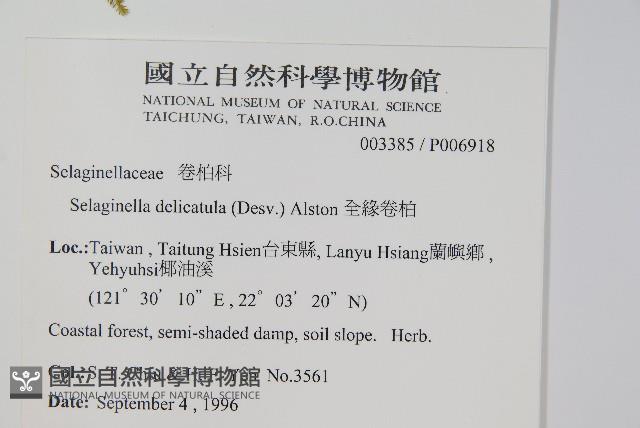 國立自然科學博物館
NATIONAL MUSEUM OF NATURAL SCIENCE
TAICHUNG, TAIWAN, R.O.CHINA
003385 / P006918
Selaginellaceae 卷柏科
Selaginella delicatula (Desv.) Alston 全緣卷柏
Loc.:Taiwan , Taitung Hsien台東縣, Lanyu Hsiang蘭嶼鄉 ,
Yehyuhsi椰油溪
(121° 30' 10" E , 22° 03' 20" N)
Coastal forest, semi-shaded damp, soil slope. Herb.
Col.: No.3561
國立自然科學博物館
NATIONAL MUSEUM OF NATURAL SCIENCE
Date: September 4 , 1996